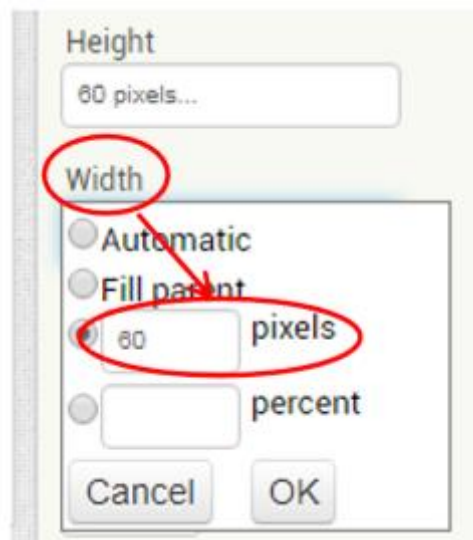 Height
60 pixels...
Width
Automatic
Fill parent
60 pixels
percent
Cancel OK